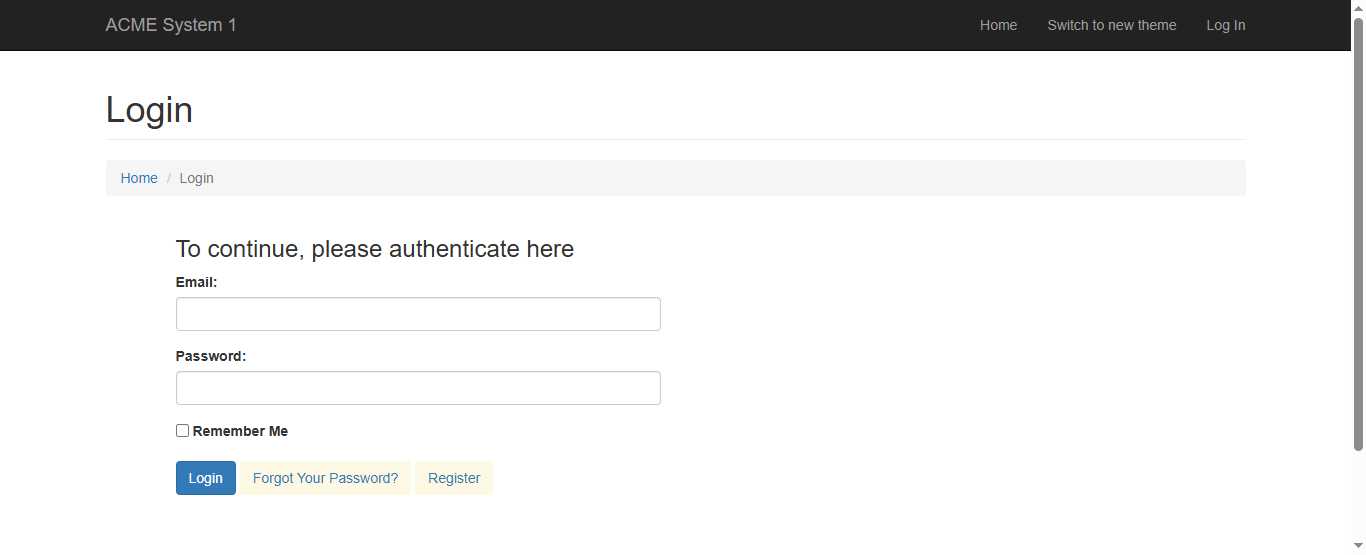 ACME System 1 Home Switch to new theme Log In
Login
Home / Login
To continue, please authenticate here
Email:
Password:
Remember Me
Login Forgot Your Password? Register